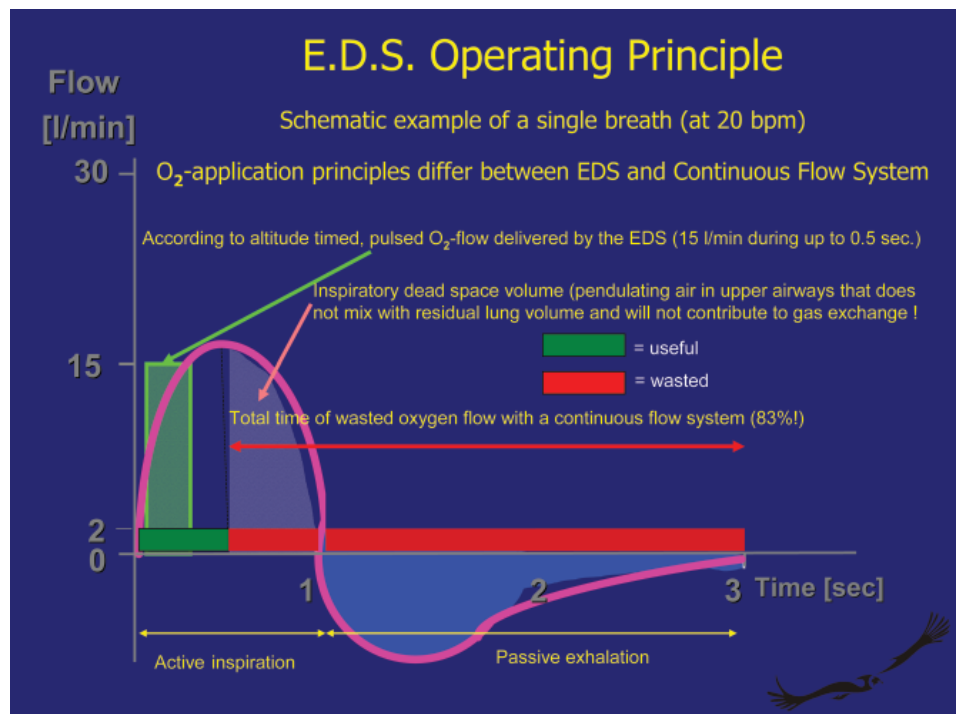 E.D.S. Operating Principle
Flow
[l/min]
Schematic example of a single breath (at 20 bpm)
30
O₂-application principles differ between EDS and Continuous Flow System
According to altitude timed, pulsed O₂-flow delivered by the EDS (15 l/min during up to 0.5 sec.)
Inspiratory dead space volume (pendulating air in upper airways that does
not mix with residual lung volume and will not contribute to gas exchange !
= useful
15
= wasted
Total time of wasted oxygen flow with a continuous flow system (83%!)
2
0
1
2
3
Time [sec]
Active inspiration
Passive exhalation